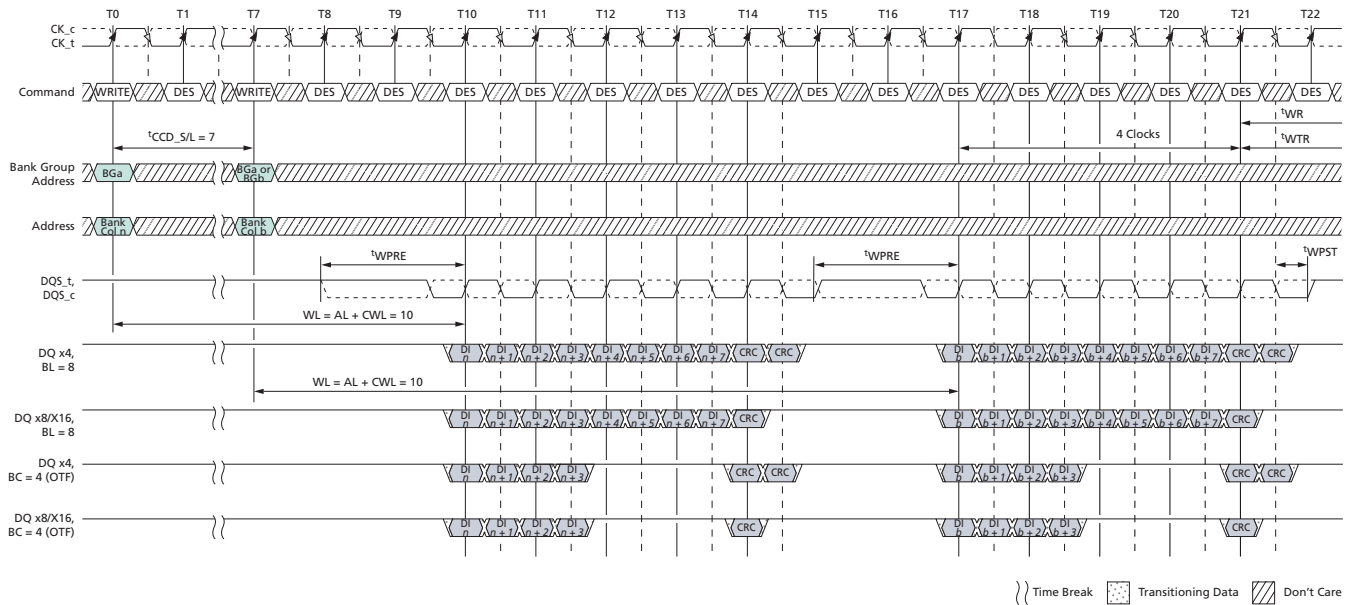 T0 T1 T7 T8 T9 T10 T11 T12 T13 T14 T15 T16 T17 T18 T19 T20 T21 T22
CK_c
CK_t
Command WRITE DES WRITE DES DES DES DES DES DES DES DES DES DES DES DES DES DES DES
tWR
tCCD_S/L = 7 4 Clocks tWTR
Bank Group
Address
BGa
BGa or
BGb
Address
Bank
Col n
Bank
Col b
tWPRE tWPRE tWPST
DQS_t,
DQS_c
WL = AL + CWL = 10
DQ x4,
BL = 8
DI n DI n + 1 DI n + 2 DI n + 3 DI n + 4 DI n + 5 DI n + 6 DI n + 7 CRC CRC DI b DI b + 1 DI b + 2 DI b + 3 DI b + 4 DI b + 5 DI b + 6 DI b + 7 CRC CRC
WL = AL + CWL = 10
DQ x8/X16,
BL = 8
DI n DI n + 1 DI n + 2 DI n + 3 DI n + 4 DI n + 5 DI n + 6 DI n + 7 CRC DI b DI b + 1 DI b + 2 DI b + 3 DI b + 4 DI b + 5 DI b + 6 DI b + 7 CRC
DQ x4,
BC = 4 (OTF)
DI n DI n + 1 DI n + 2 DI n + 3 CRC CRC DI b DI b + 1 DI b + 2 DI b + 3 CRC CRC
DQ x8/X16,
BC = 4 (OTF)
DI n DI n + 1 DI n + 2 DI n + 3 CRC DI b DI b + 1 DI b + 2 DI b + 3 CRC
Time Break Transitioning Data Don't Care